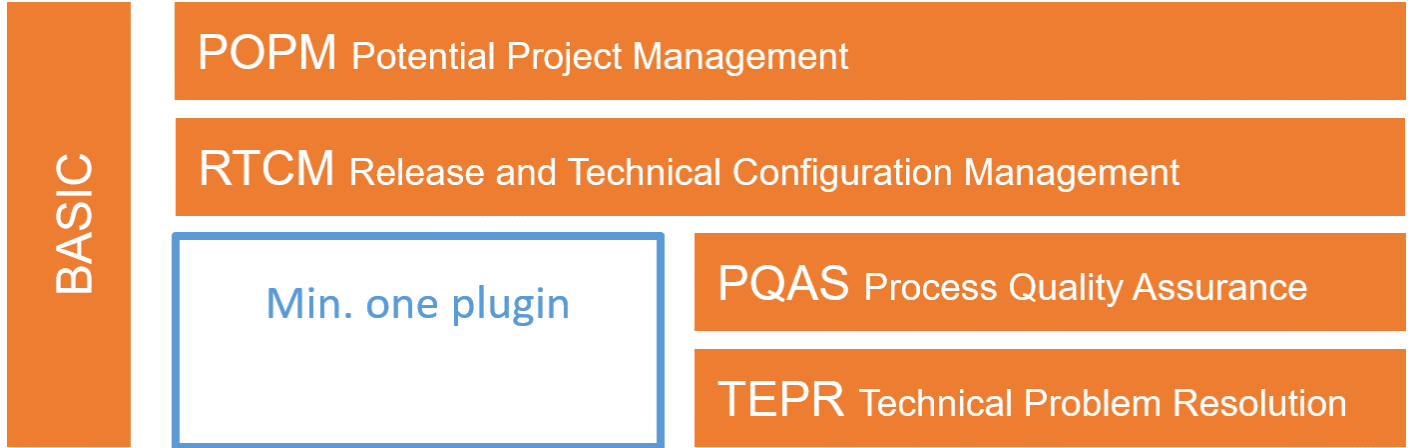 BASIC
POPM Potential Project Management
RTCM Release and Technical Configuration Management
Min. one plugin
PQAS Process Quality Assurance
TEPR Technical Problem Resolution